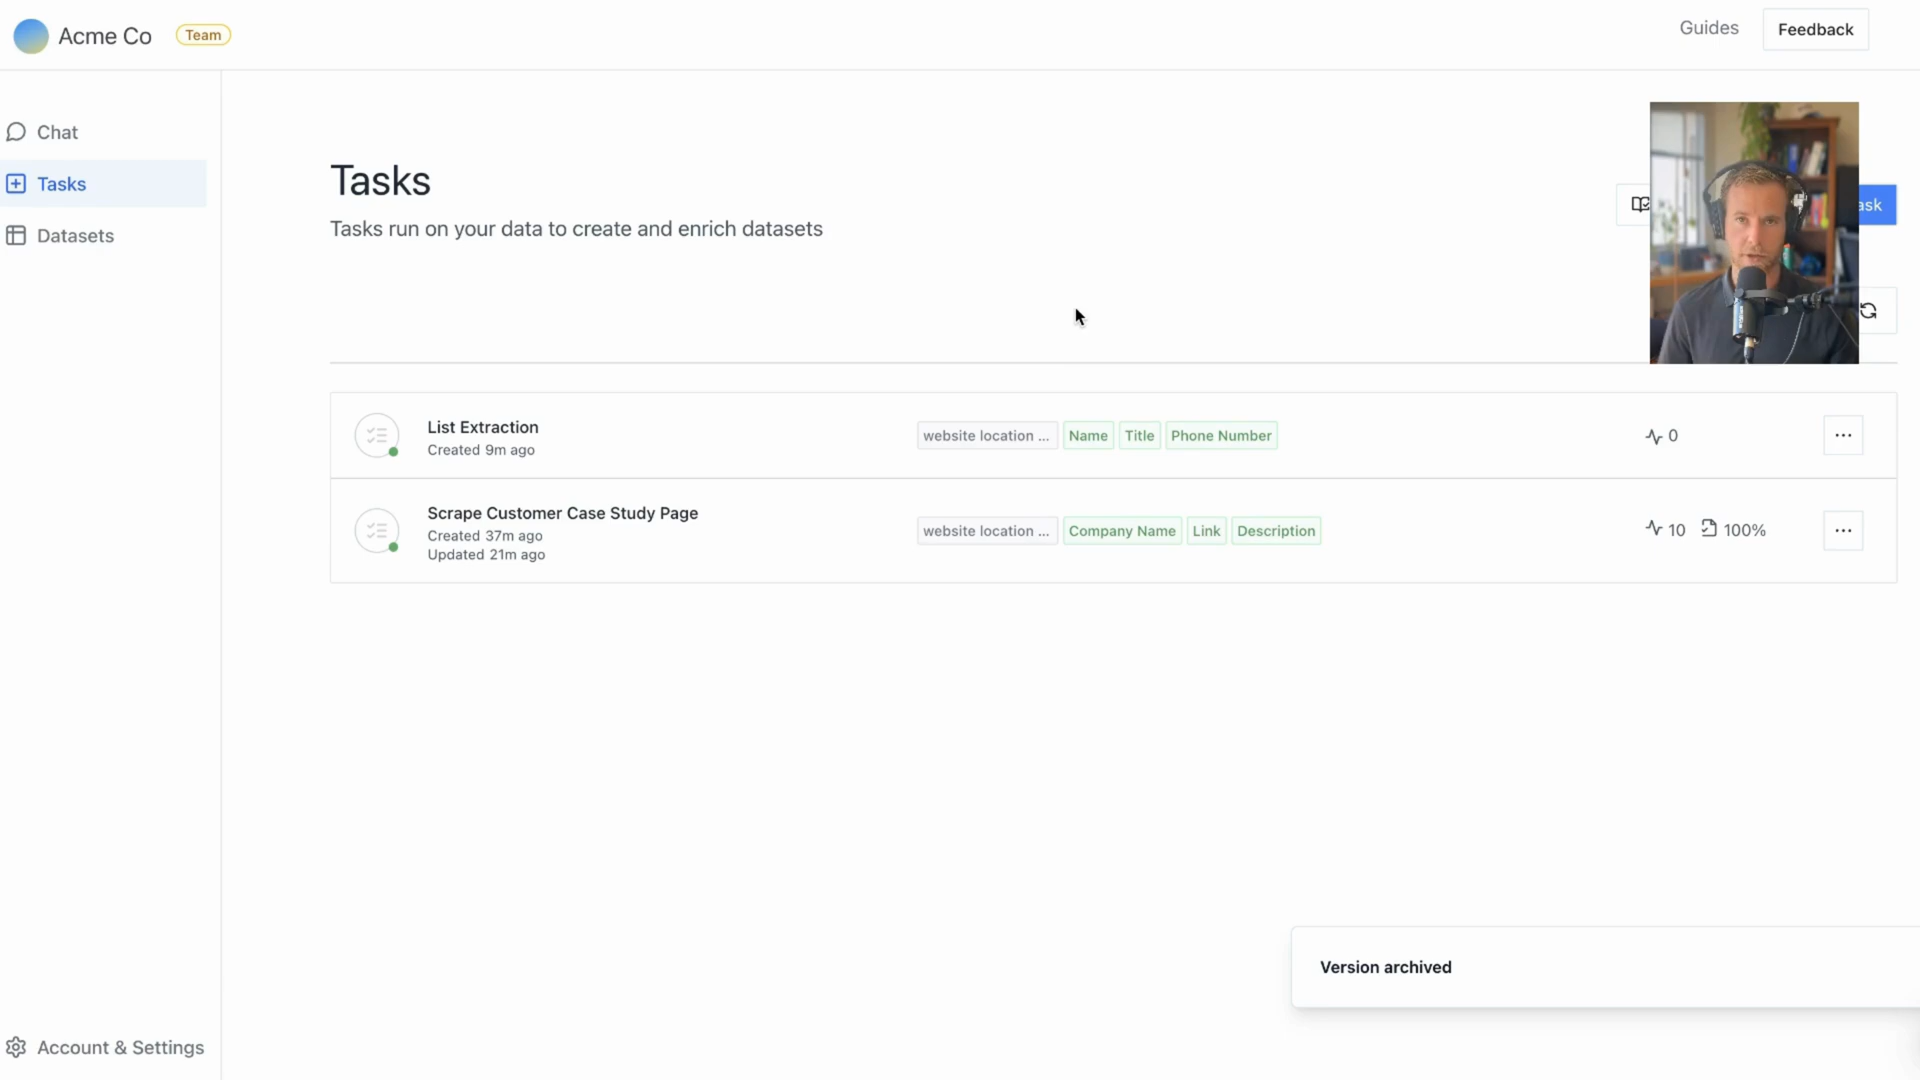 Acme Co
Team
Guides
Feedback
Chat
Tasks
Datasets
Tasks
Tasks run on your data to create and enrich datasets
List Extraction
Created 9m ago
website location ...
Name
Title
Phone Number
0
Scrape Customer Case Study Page
Created 37m ago
Updated 21m ago
website location ...
Company Name
Link
Description
10
100%
Version archived
Account & Settings